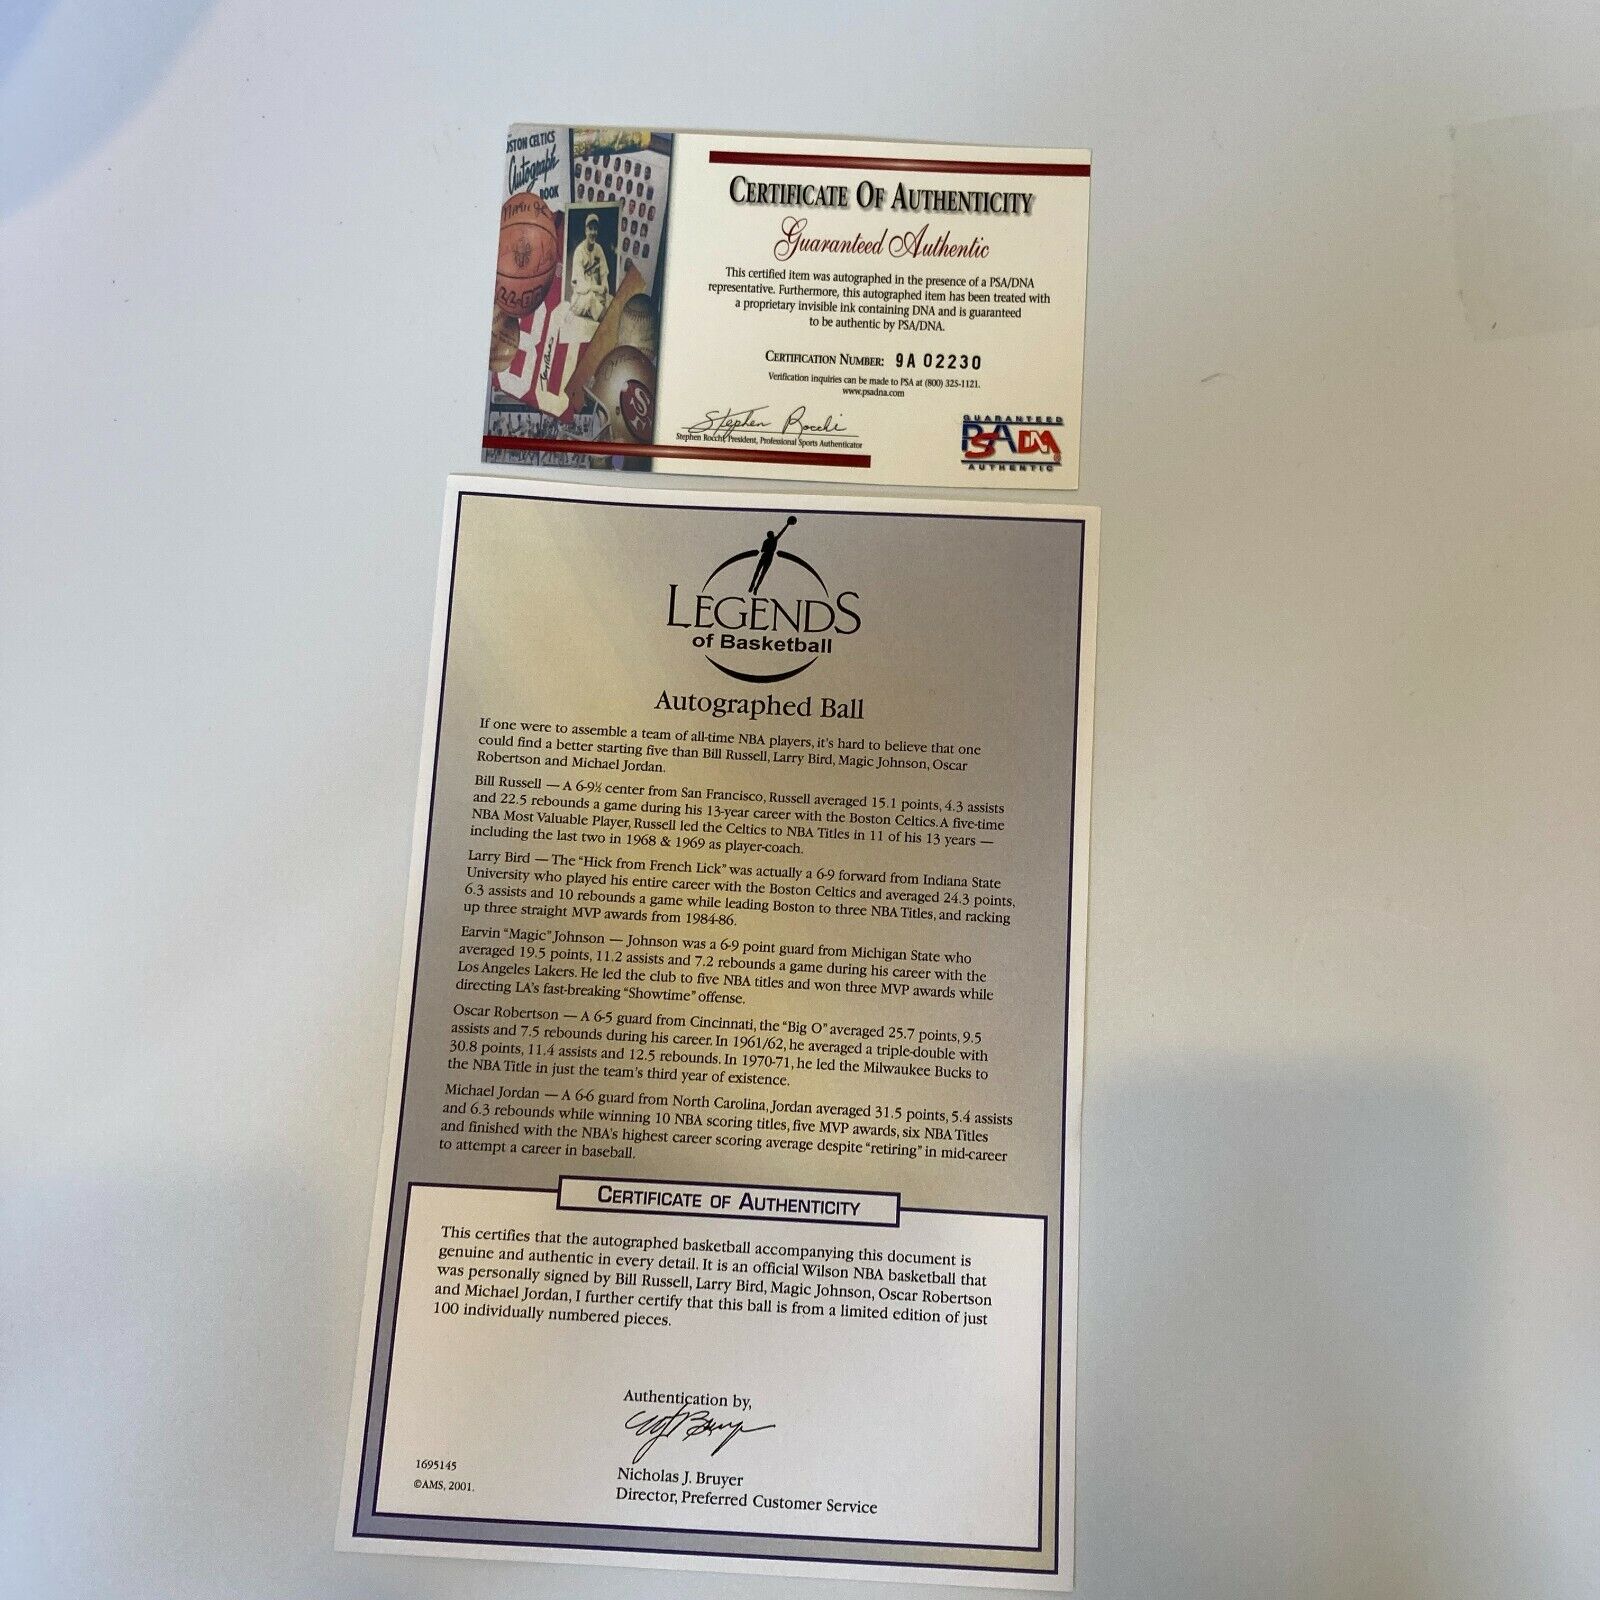 Autograph
BOOK
CERTIFICATE OF AUTHENTICITY
Guaranteed Authentic
This certified item was autographed in the presence of a PSA/DNA
representative. Furthermore, this autographed item has been treated with
a proprietary invisible ink containing DNA and is guaranteed
to be authentic by PSA/DNA.
CERTIFICATION NUMBER: 9A 02230
Verification inquiries can be made to PSA at (800) 325-1121.
www.psadna.com
Stephen Rocchi
Stephen Rocchi, President, Professional Sports Authenticator
GUARANTEED
PSA DNA
AUTHENTIC
LEGENDS
of Basketball
Autographed Ball
If one were to assemble a team of all-time NBA players, it's hard to believe that one
could find a better starting five than Bill Russell, Larry Bird, Magic Johnson, Oscar
Robertson and Michael Jordan.
Bill Russell — A 6-9½ center from San Francisco, Russell averaged 15.1 points, 4.3 assists
and 22.5 rebounds a game during his 13-year career with the Boston Celtics. A five-time
NBA Most Valuable Player, Russell led the Celtics to NBA Titles in 11 of his 13 years —
including the last two in 1968 & 1969 as player-coach.
Larry Bird — The "Hick from French Lick" was actually a 6-9 forward from Indiana State
University who played his entire career with the Boston Celtics and averaged 24.3 points,
6.3 assists and 10 rebounds a game while leading Boston to three NBA Titles, and racking
up three straight MVP awards from 1984-86.
Earvin "Magic" Johnson — Johnson was a 6-9 point guard from Michigan State who
averaged 19.5 points, 11.2 assists and 7.2 rebounds a game during his career with the
Los Angeles Lakers. He led the club to five NBA titles and won three MVP awards while
directing LA's fast-breaking "Showtime" offense.
Oscar Robertson — A 6-5 guard from Cincinnati, the "Big O" averaged 25.7 points, 9.5
assists and 7.5 rebounds during his career. In 1961/62, he averaged a triple-double with
30.8 points, 11.4 assists and 12.5 rebounds. In 1970-71, he led the Milwaukee Bucks to
the NBA Title in just the team's third year of existence.
Michael Jordan — A 6-6 guard from North Carolina, Jordan averaged 31.5 points, 5.4 assists
and 6.3 rebounds while winning 10 NBA scoring titles, five MVP awards, six NBA Titles
and finished with the NBA's highest career scoring average despite "retiring" in mid-career
to attempt a career in baseball.
CERTIFICATE OF AUTHENTICITY
This certifies that the autographed basketball accompanying this document is
genuine and authentic in every detail. It is an official Wilson NBA basketball that
was personally signed by Bill Russell, Larry Bird, Magic Johnson, Oscar Robertson
and Michael Jordan, I further certify that this ball is from a limited edition of just
100 individually numbered pieces.
Authentication by,
Nicholas J. Bruyer
Director, Preferred Customer Service
1695145
©AMS, 2001.